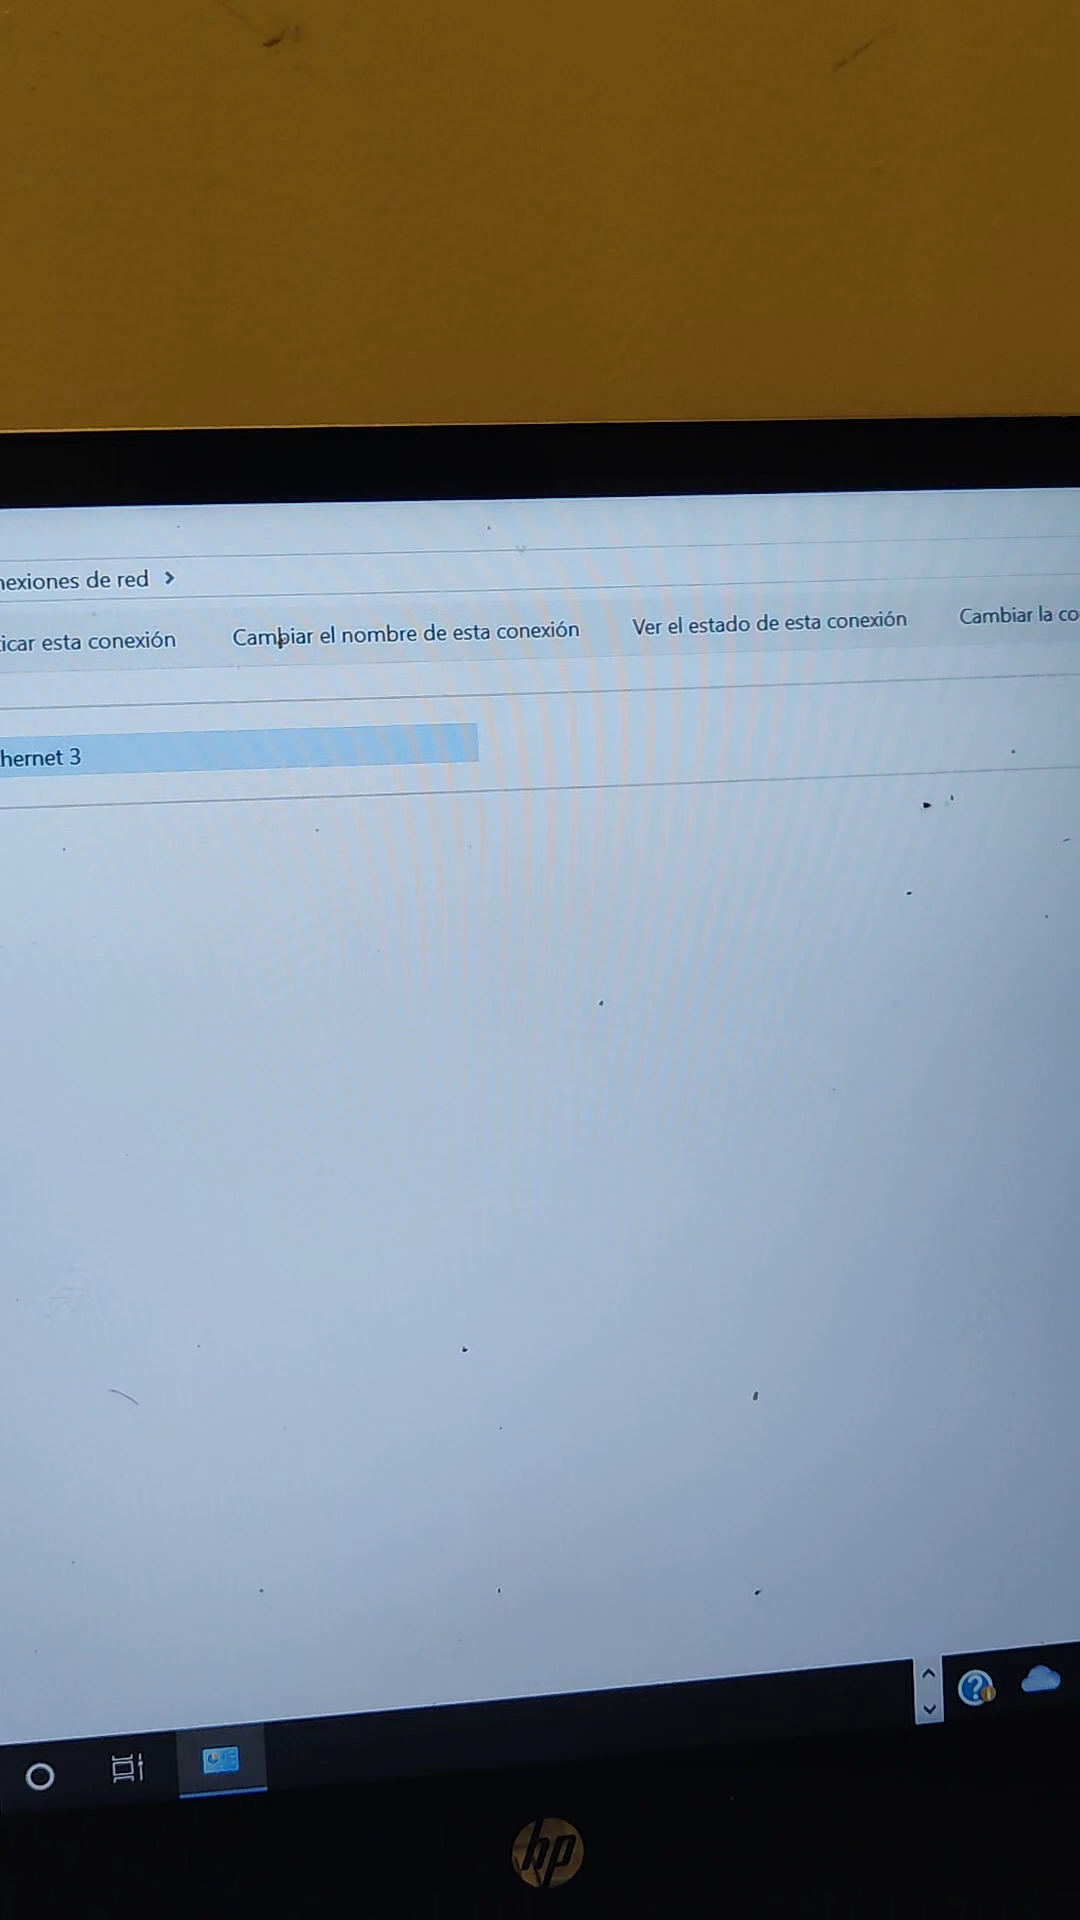 nexiones de red >
icar esta conexión Cambiar el nombre de esta conexión Ver el estado de esta conexión Cambiar la co
hernet 3
hp